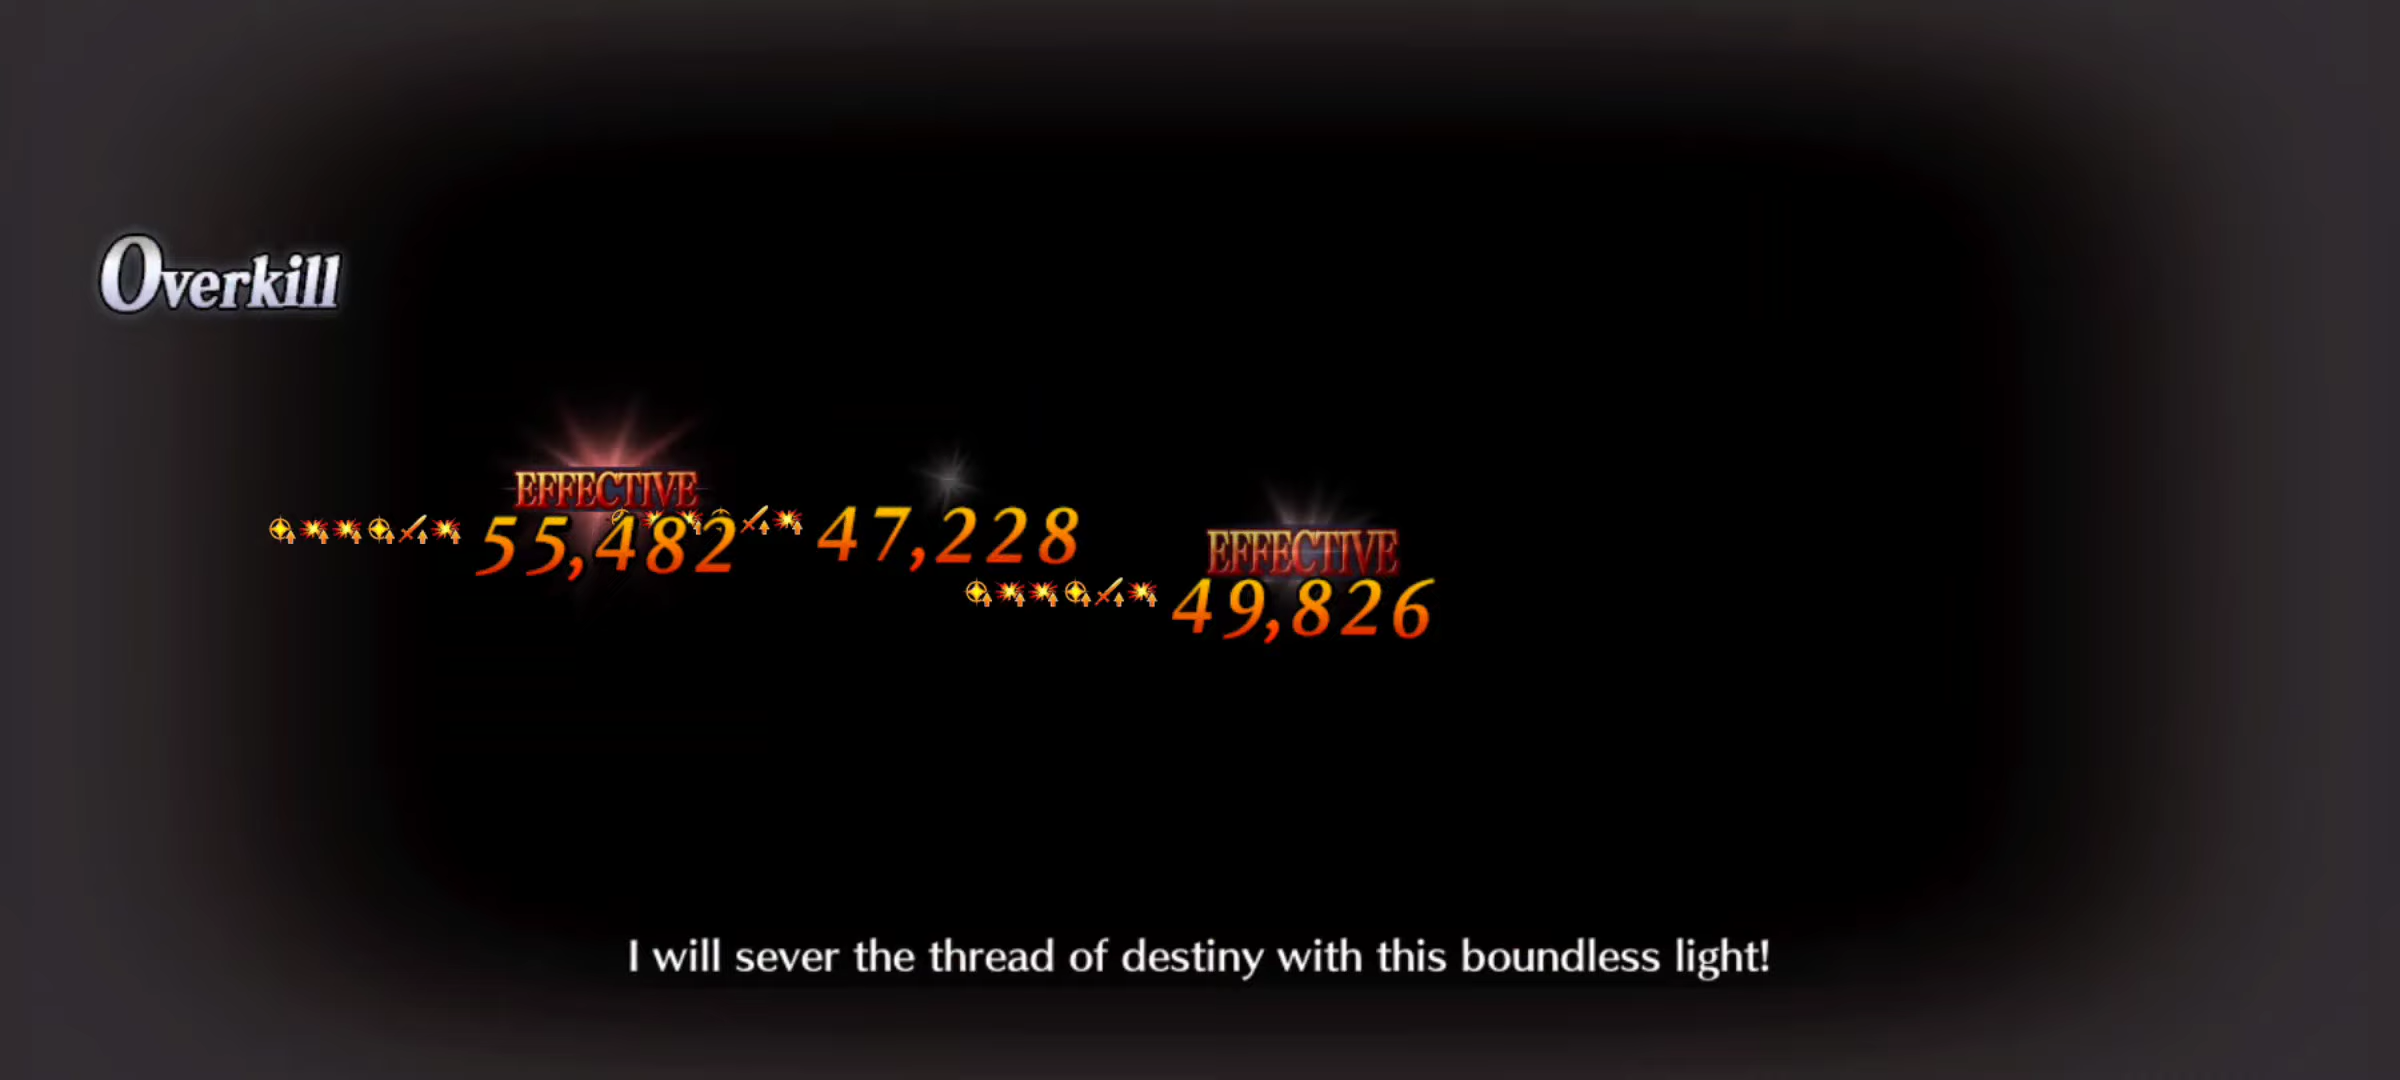 Overkill
EFFECTIVE
55,482
47,228
EFFECTIVE
49,826
I will sever the thread of destiny with this boundless light!